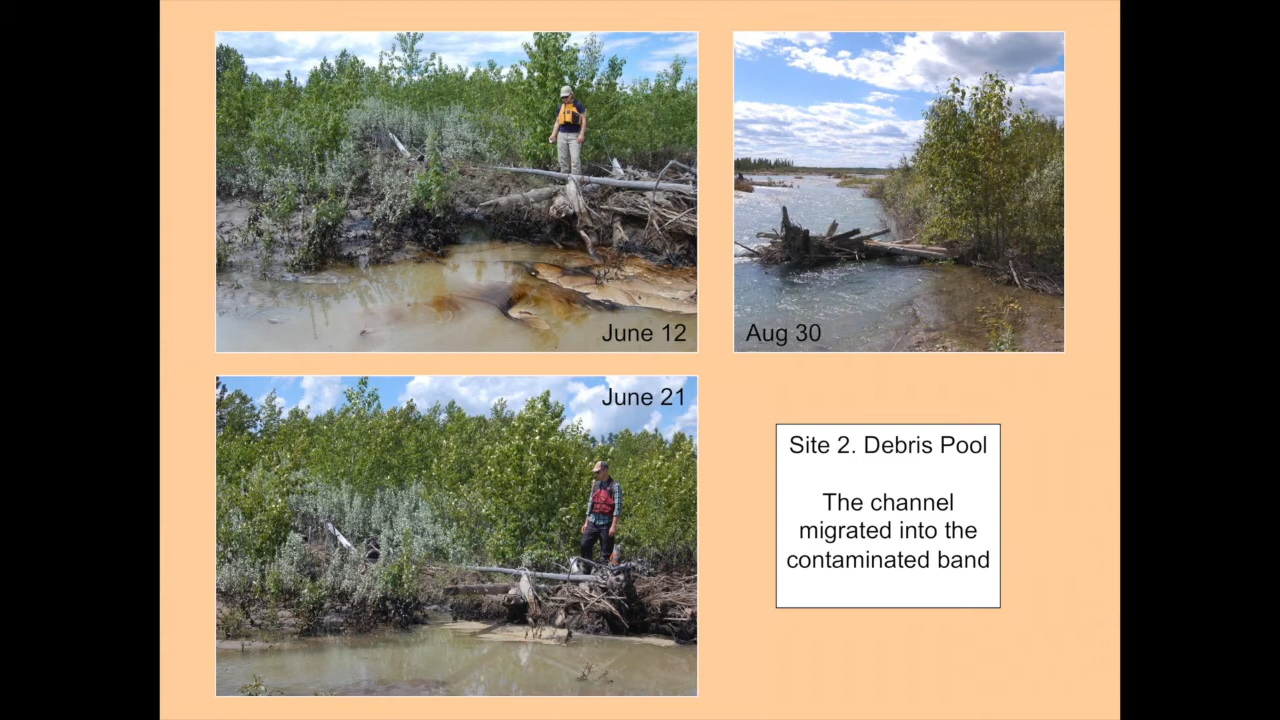 June 12
Aug 30
June 21
Site 2. Debris Pool
The channel
migrated into the
contaminated band